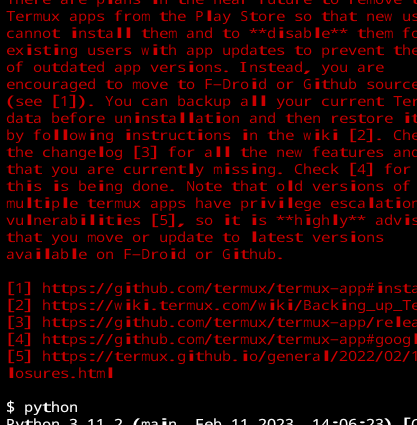 There are plans in the near future to remove
Termux apps from the Play Store so that new us
cannot install them and to **disable** them fo
existing users with app updates to prevent the
of outdated app versions. Instead, you are
encouraged to move to F-Droid or Github source
(see [1]). You can backup all your current Ter
data before uninstallation and then restore it
by following instructions in the wiki [2]. Che
the changelog [3] for all the new features and
that you are currently missing. Check [4] for
this is being done. Note that old versions of
multiple termux apps have privilege escalation
vulnerabilities [5], so it is **highly** advis
that you move or update to latest versions
available on F-Droid or Github.
[1] https://github.com/termux/termux-app#insta
[2] https://wiki.termux.com/wiki/Backing_up_Te
[3] https://github.com/termux/termux-app/relea
[4] https://github.com/termux/termux-app#googl
[5] https://termux.github.io/general/2022/02/1
losures.html
$ python
Python 3.11.2 (main, Feb 11 2023, 14:06:23) [C